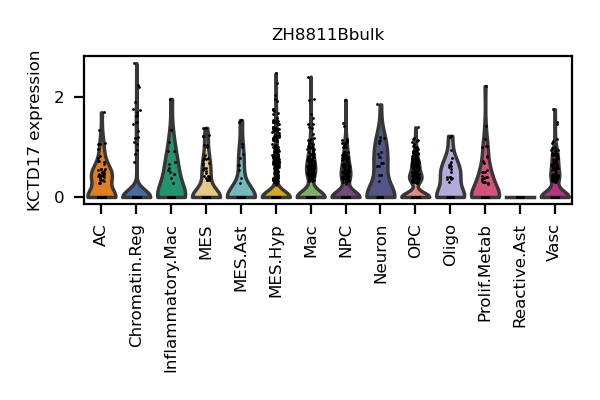 ZH8811Bbulk
KCTD17 expression
2
0
AC
Chromatin.Reg
Inflammatory.Mac
MES
MES.Ast
MES.Hyp
Mac
NPC
Neuron
OPC
Oligo
Prolif.Metab
Reactive.Ast
Vasc